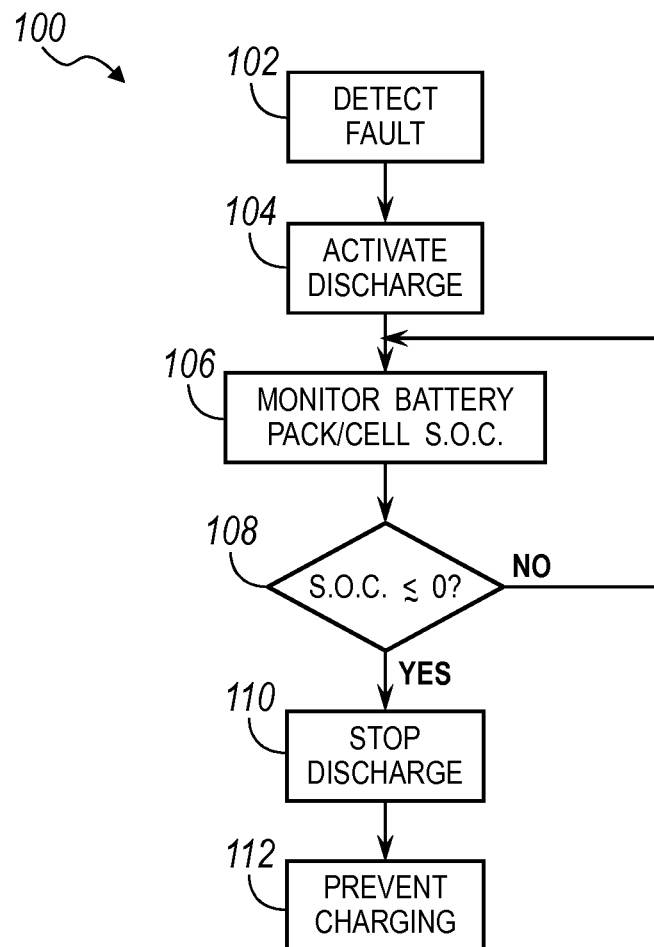 100
102
DETECT
FAULT
104
ACTIVATE
DISCHARGE
106
MONITOR BATTERY
PACK/CELL S.O.C.
108
S.O.C. ≲ 0?
NO
YES
110
STOP
DISCHARGE
112
PREVENT
CHARGING